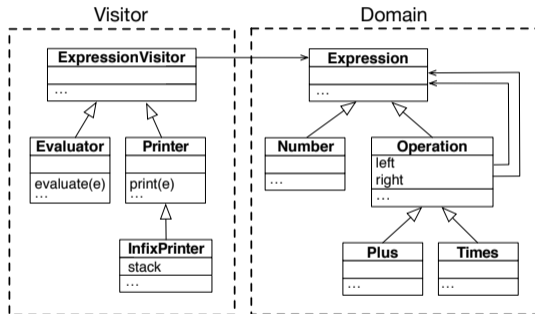 Visitor
Domain
ExpressionVisitor
...
Expression
...
Evaluator
evaluate(e)
...
Printer
print(e)
...
Number
...
Operation
left
right
...
InfixPrinter
stack
...
Plus
...
Times
...